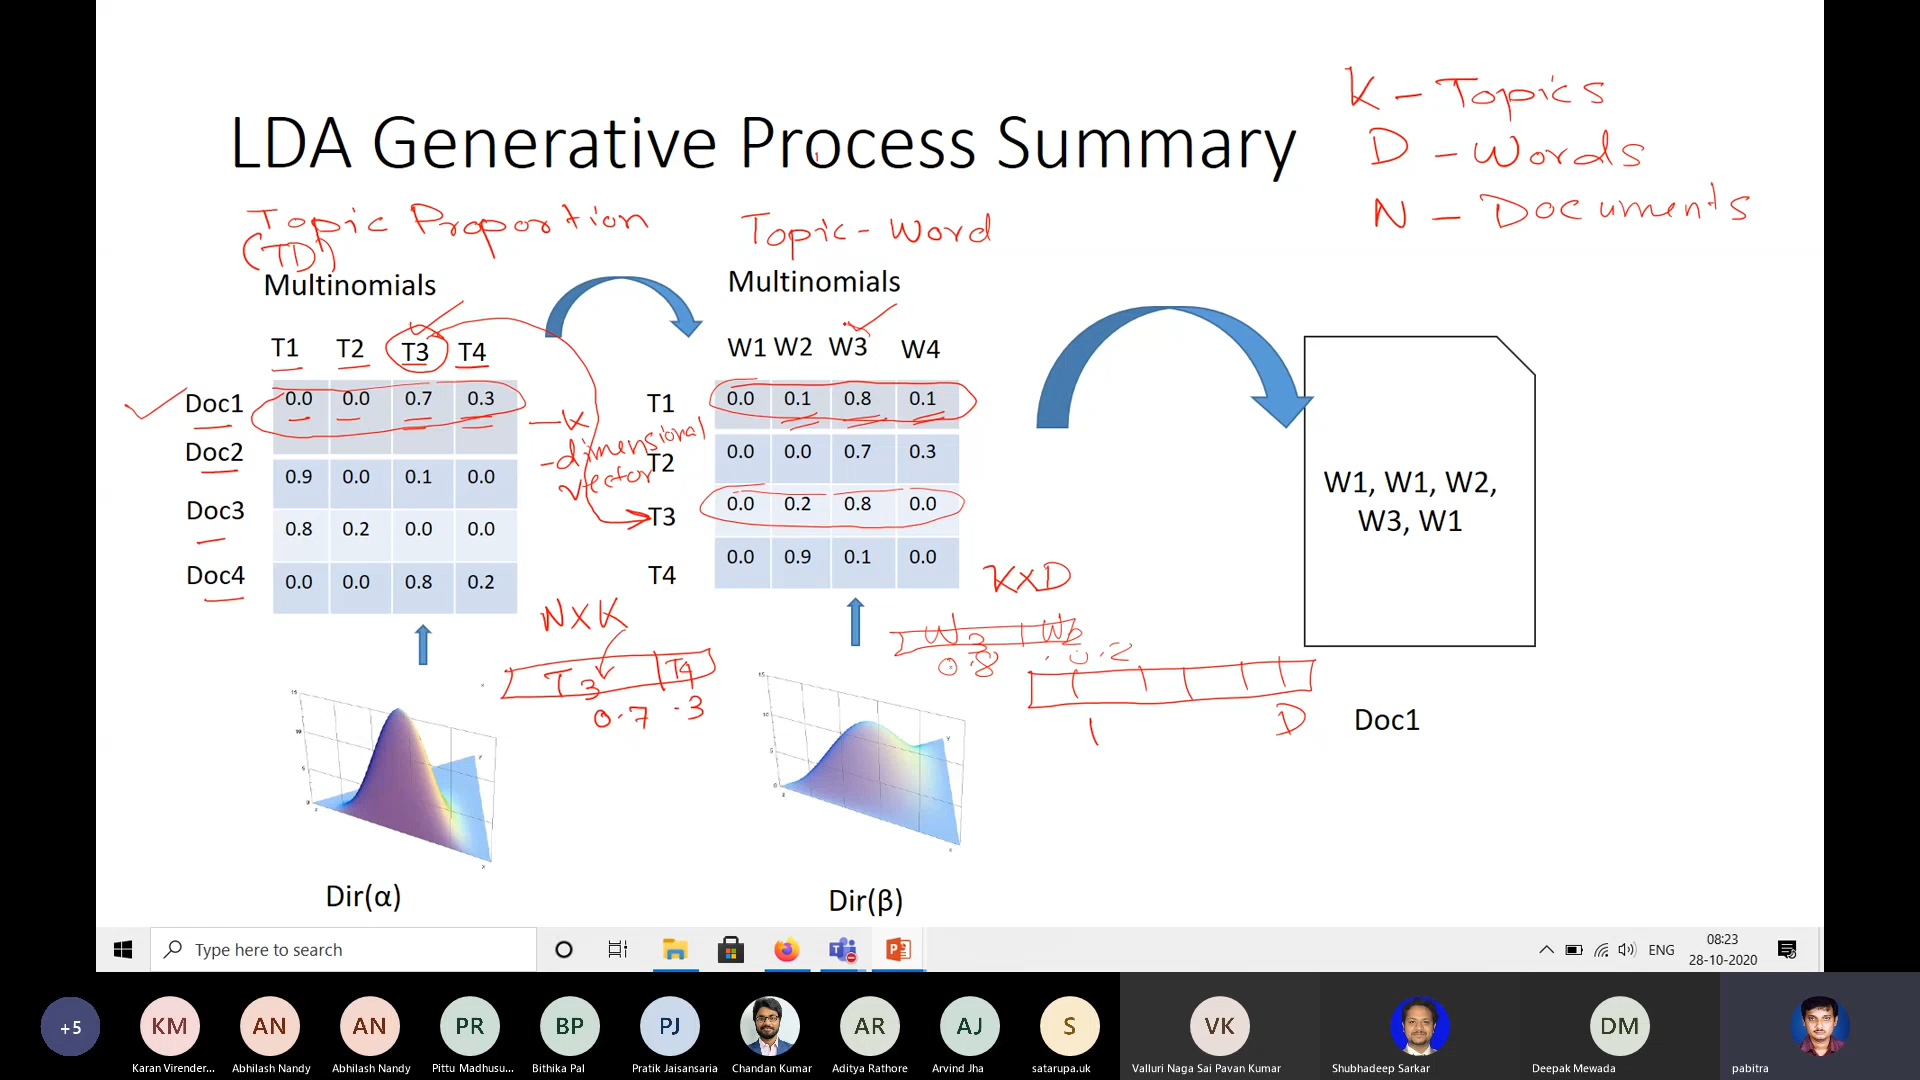 K - Topics
LDA Generative Process Summary
D - Words
N - Documents
Topic Proportion
(TD)
Topic - Word
Multinomials
Multinomials
T1 T2 T3 T4
W1 W2 W3 W4
Doc1 0.0 0.0 0.7 0.3
T1 0.0 0.1 0.8 0.1
- K
- dimensional
vector
Doc2 0.9 0.0 0.1 0.0
T2 0.0 0.0 0.7 0.3
Doc3 0.8 0.2 0.0 0.0
T3 0.0 0.2 0.8 0.0
Doc4 0.0 0.0 0.8 0.2
T4 0.0 0.9 0.1 0.0
W1, W1, W2,
W3, W1
N X K
K X D
T3 T4
0.7 .3
W3
0.8 0.2
1 D
Doc1
Dir(α)
Dir(β)
Type here to search
ENG
08:23
28-10-2020
+5 KM AN AN PR BP PJ AR AJ S VK DM
Karan Virender... Abhilash Nandy Abhilash Nandy Pittu Madhusu... Bithika Pal Pratik Jaisansaria Chandan Kumar Aditya Rathore Arvind Jha satarupa.uk Valluri Naga Sai Pavan Kumar Shubhadeep Sarkar Deepak Mewada pabitra